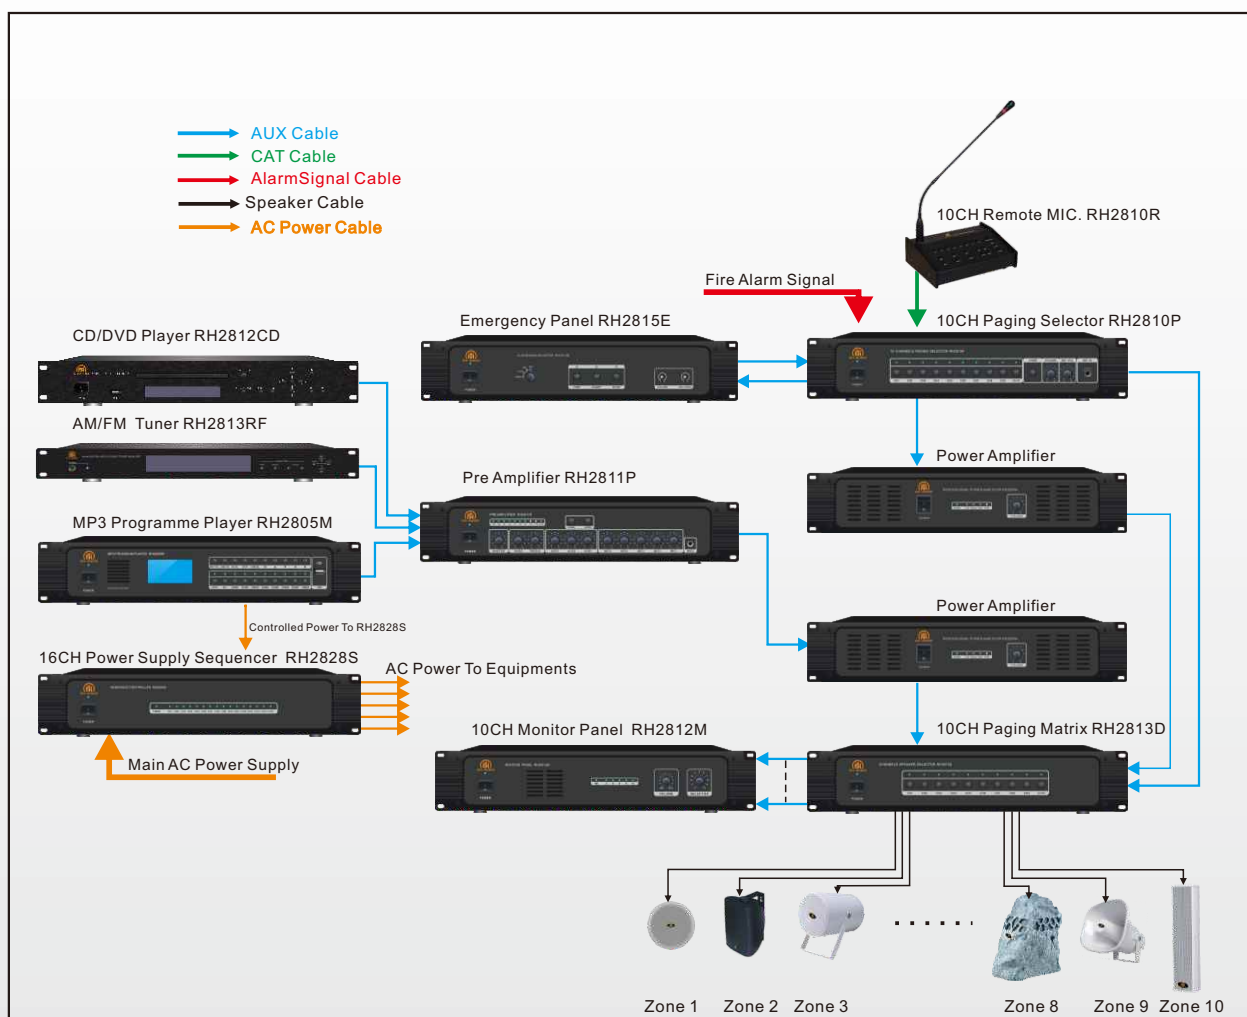 AUX Cable
CAT Cable
AlarmSignal Cable
Speaker Cable
AC Power Cable
10CH Remote MIC. RH2810R
Fire Alarm Signal
Emergency Panel RH2815E
10CH Paging Selector RH2810P
CD/DVD Player RH2812CD
AM/FM Tuner RH2813RF
Pre Amplifier RH2811P
Power Amplifier
MP3 Programme Player RH2805M
Controlled Power To RH2828S
Power Amplifier
16CH Power Supply Sequencer RH2828S
AC Power To Equipments
10CH Monitor Panel RH2812M
10CH Paging Matrix RH2813D
Main AC Power Supply
Zone 1
Zone 2
Zone 3
Zone 8
Zone 9
Zone 10